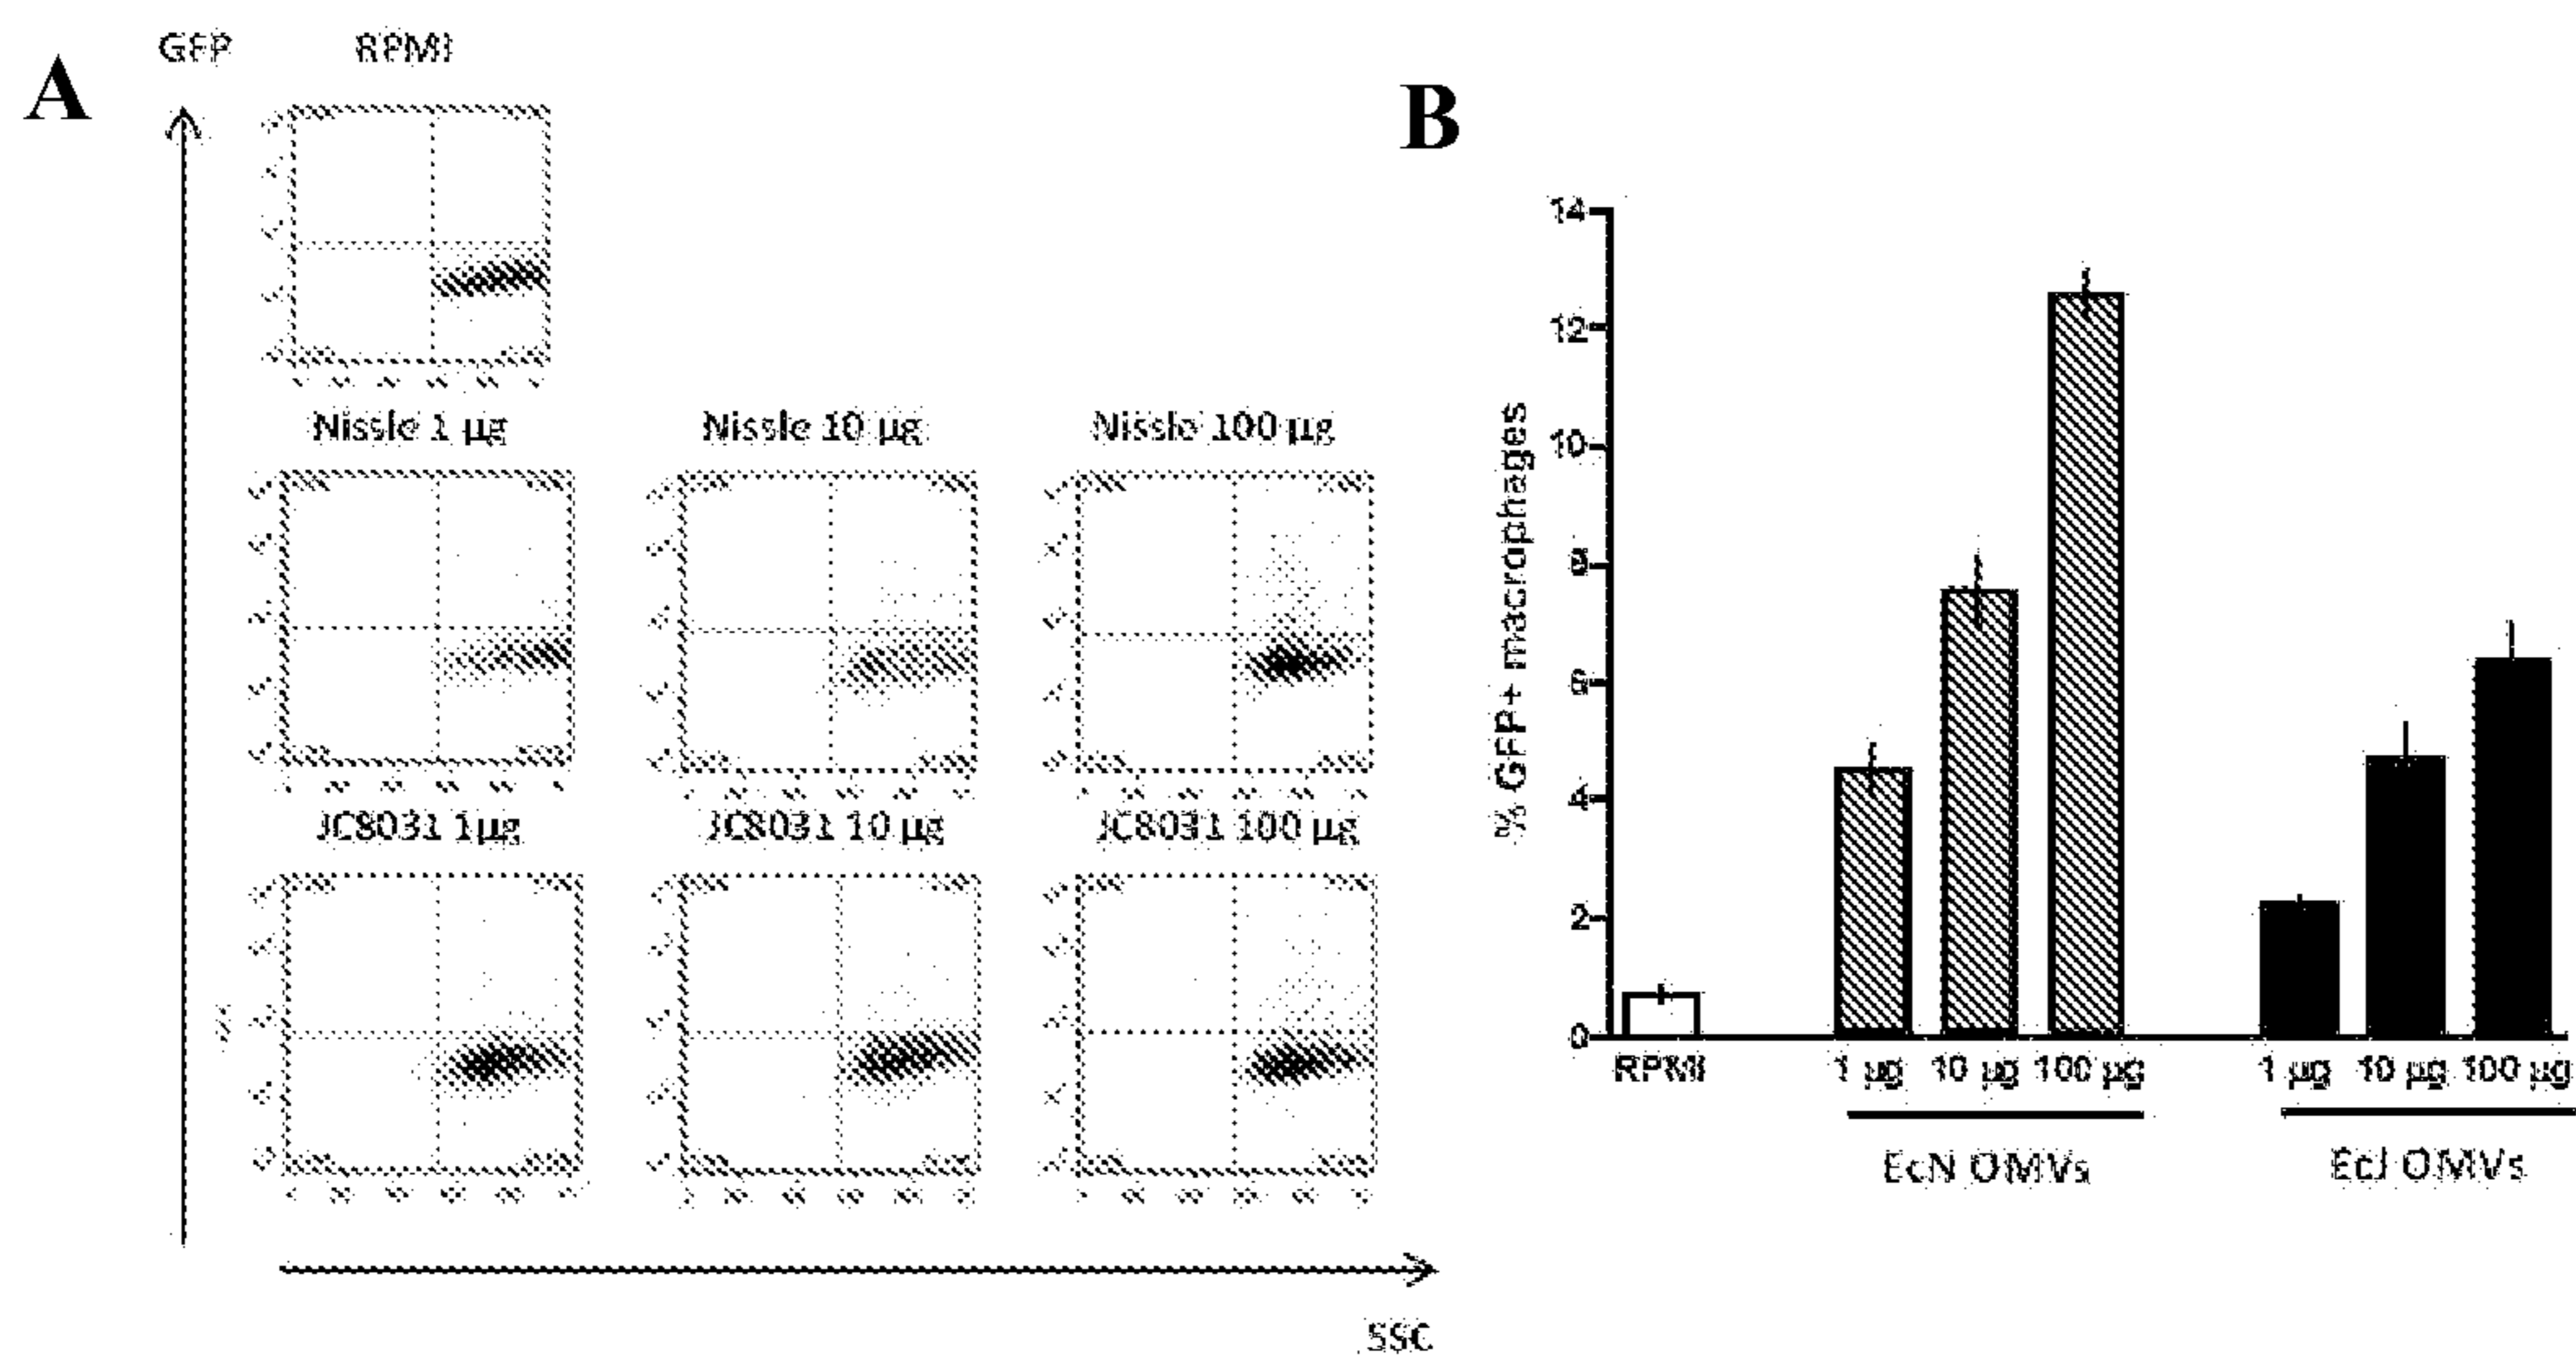 A
GFP RPMI
Nissle 1 µg Nissle 10 µg Nissle 100 µg
JC8031 1µg JC8031 10 µg JC8031 100 µg
SSC
B
% GFP+ macrophages
14
12
10
8
6
4
2
0
RPMI 1 µg 10 µg 100 µg 1 µg 10 µg 100 µg
EcN OMVs EcJ OMVs